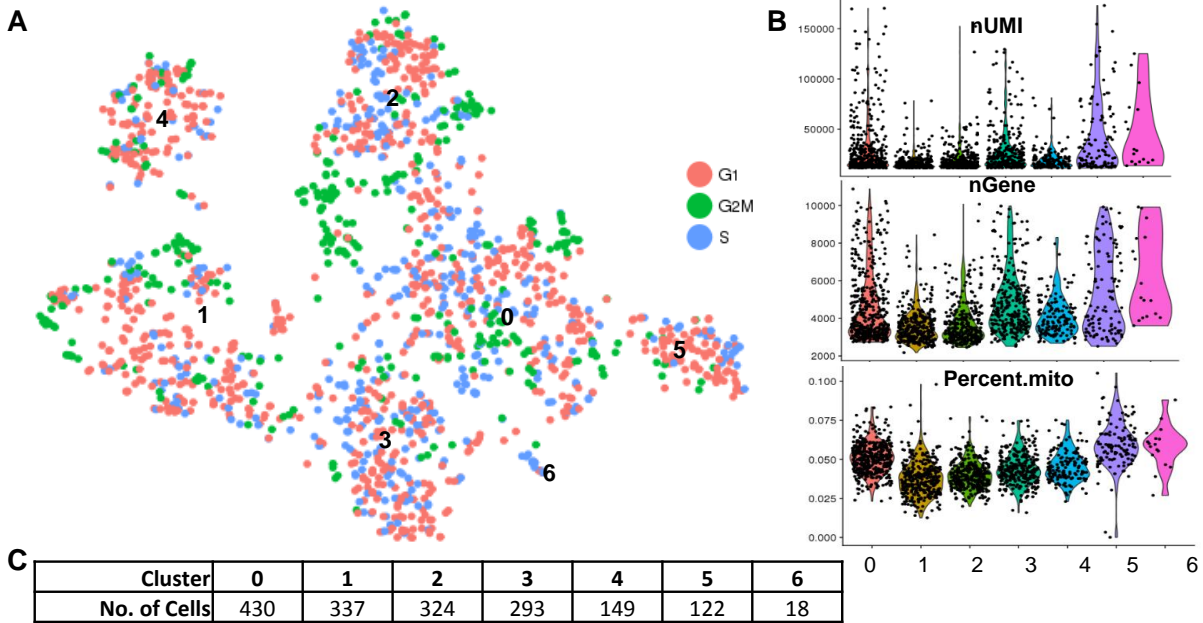 A
4
2
1
0
5
3
6
G1
G2M
S
B
nUMI
150000
100000
50000
nGene
10000
8000
6000
4000
2000
Percent.mito
0.100
0.075
0.050
0.025
0.000
0 1 2 3 4 5 6
C
Cluster 0 1 2 3 4 5 6
No. of Cells 430 337 324 293 149 122 18